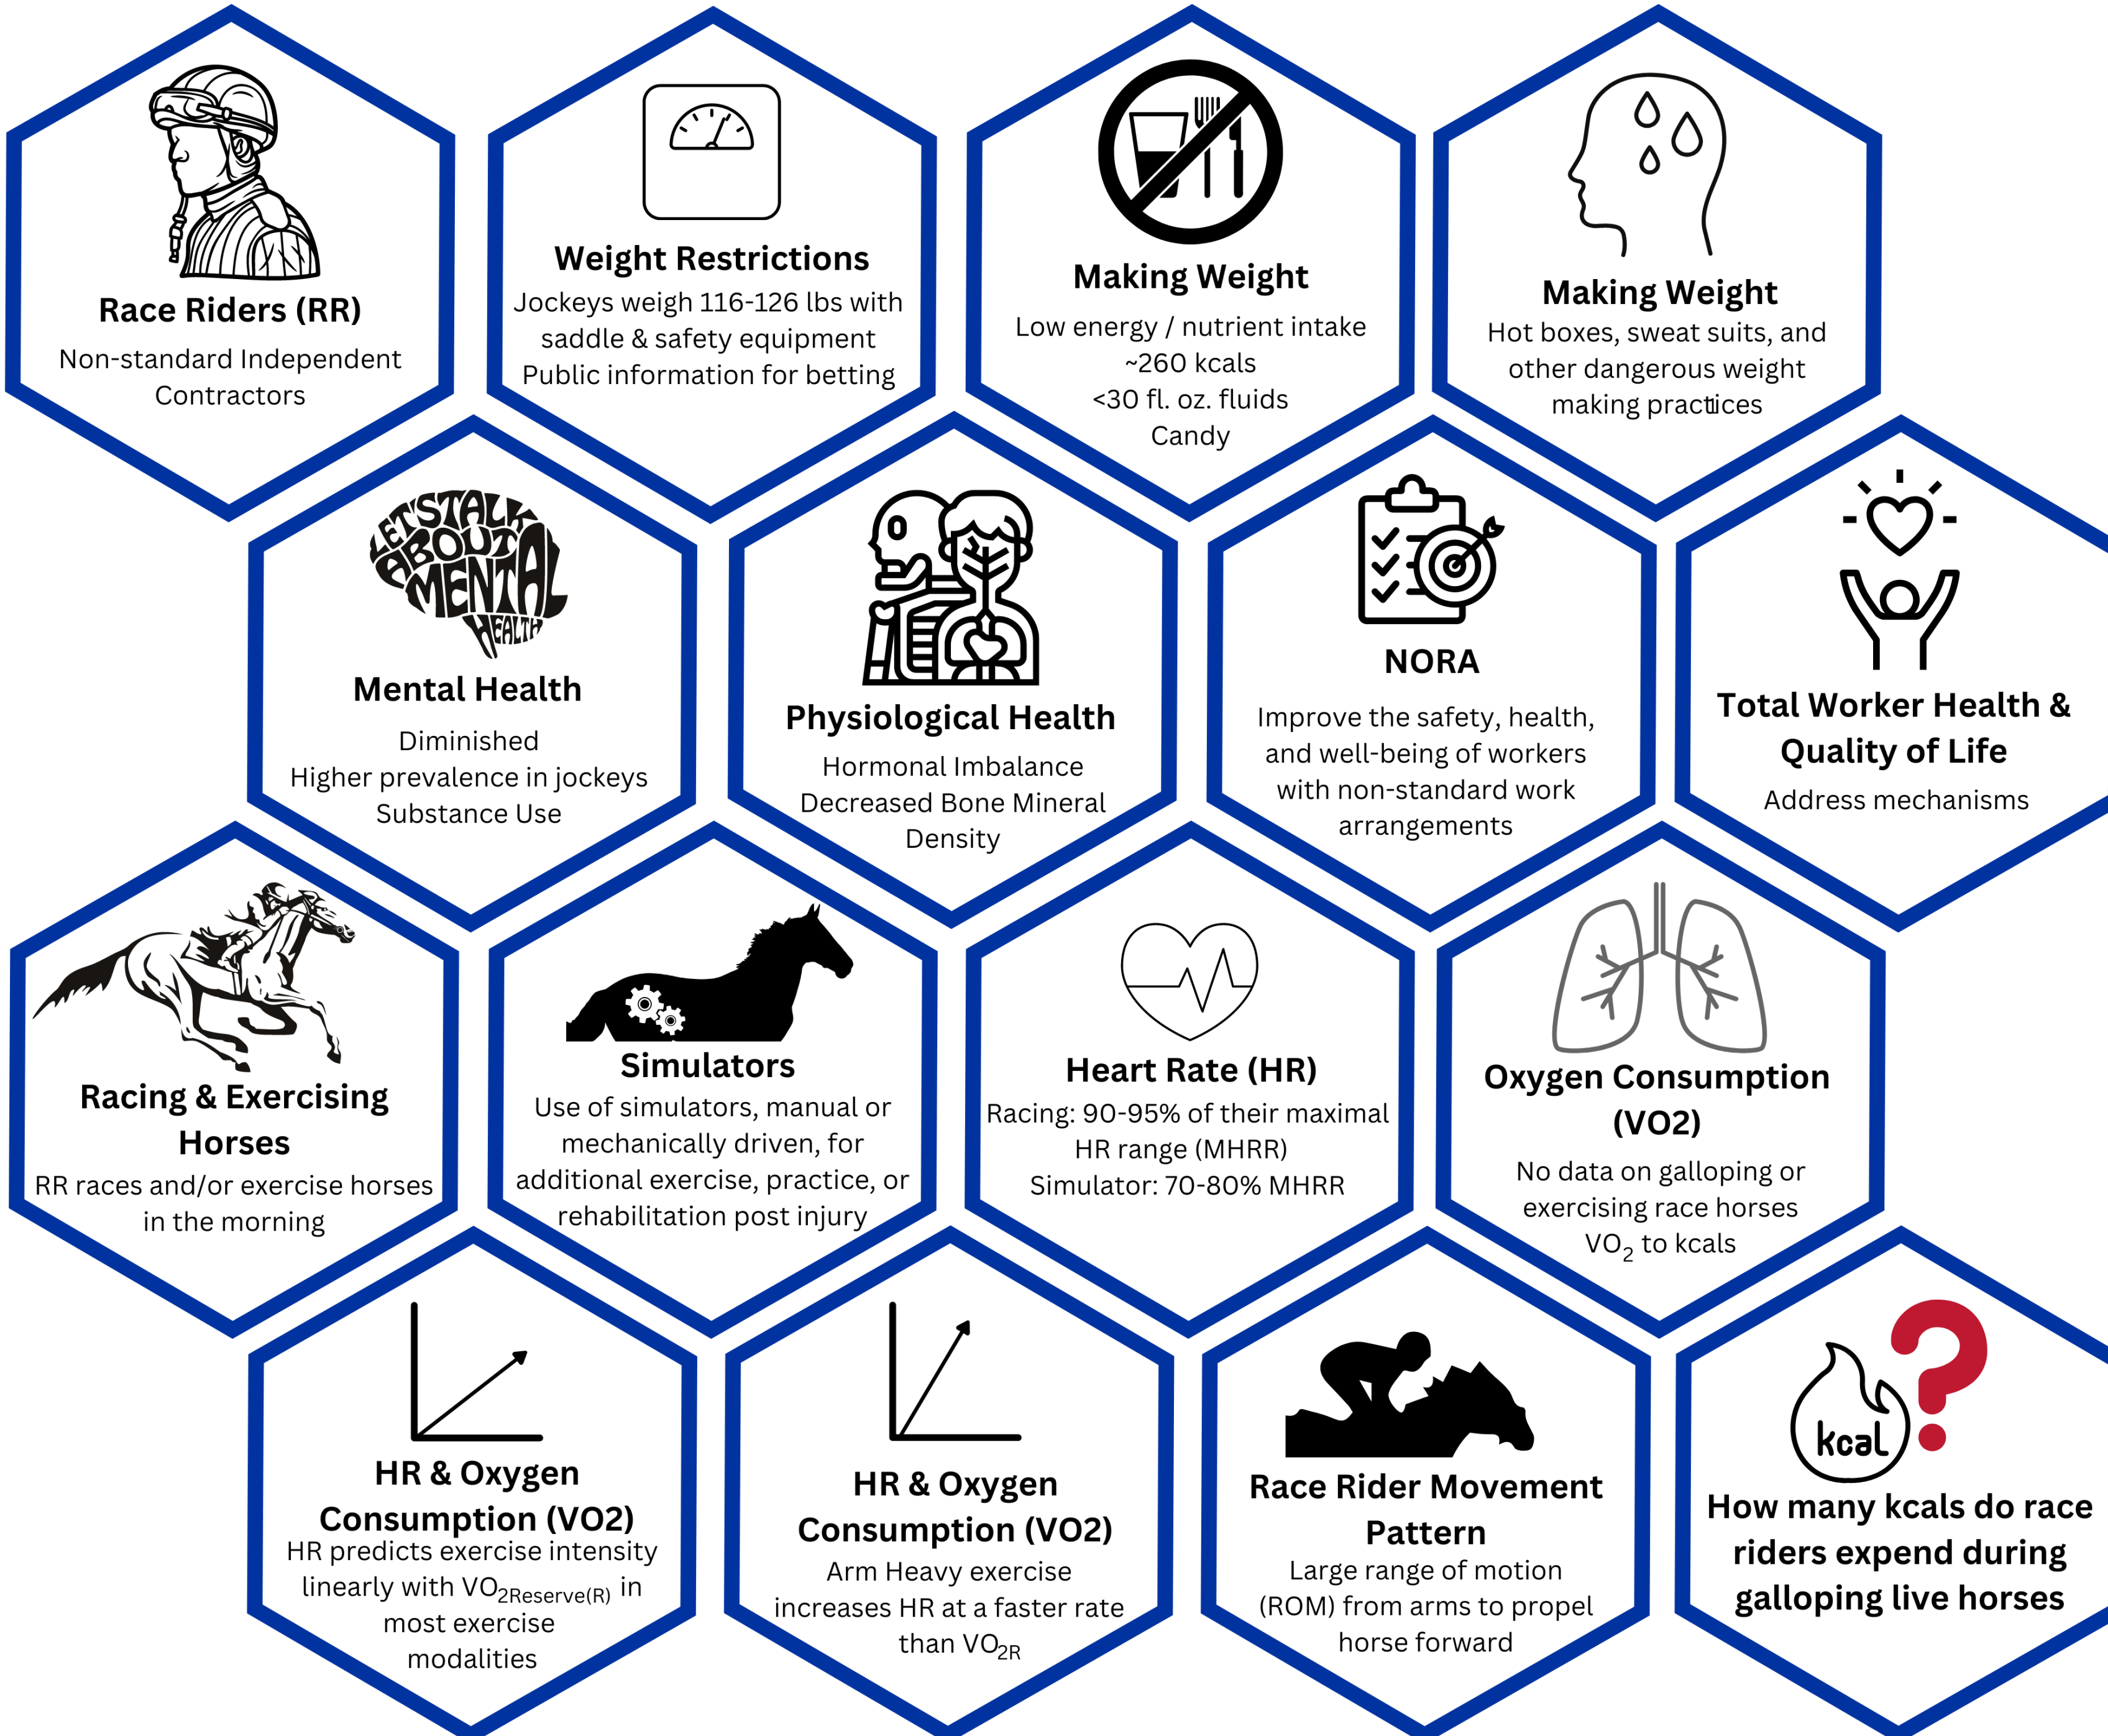 Race Riders (RR)
Non-standard Independent
Contractors
Weight Restrictions
Jockeys weigh 116-126 lbs with
saddle & safety equipment
Public information for betting
Making Weight
Low energy / nutrient intake
~260 kcals
<30 fl. oz. fluids
Candy
Making Weight
Hot boxes, sweat suits, and
other dangerous weight
making practices
LET'S TALK
ABOUT
MENTAL
HEALTH
Mental Health
Diminished
Higher prevalence in jockeys
Substance Use
Physiological Health
Hormonal Imbalance
Decreased Bone Mineral
Density
NORA
Improve the safety, health,
and well-being of workers
with non-standard work
arrangements
Total Worker Health &
Quality of Life
Address mechanisms
Racing & Exercising
Horses
RR races and/or exercise horses
in the morning
Simulators
Use of simulators, manual or
mechanically driven, for
additional exercise, practice, or
rehabilitation post injury
Heart Rate (HR)
Racing: 90-95% of their maximal
HR range (MHRR)
Simulator: 70-80% MHRR
Oxygen Consumption
(VO2)
No data on galloping or
exercising race horses
VO2 to kcals
HR & Oxygen
Consumption (VO2)
HR predicts exercise intensity
linearly with VO2Reserve(R) in
most exercise
modalities
HR & Oxygen
Consumption (VO2)
Arm Heavy exercise
increases HR at a faster rate
than VO2R
Race Rider Movement
Pattern
Large range of motion
(ROM) from arms to propel
horse forward
kcal
?
How many kcals do race
riders expend during
galloping live horses